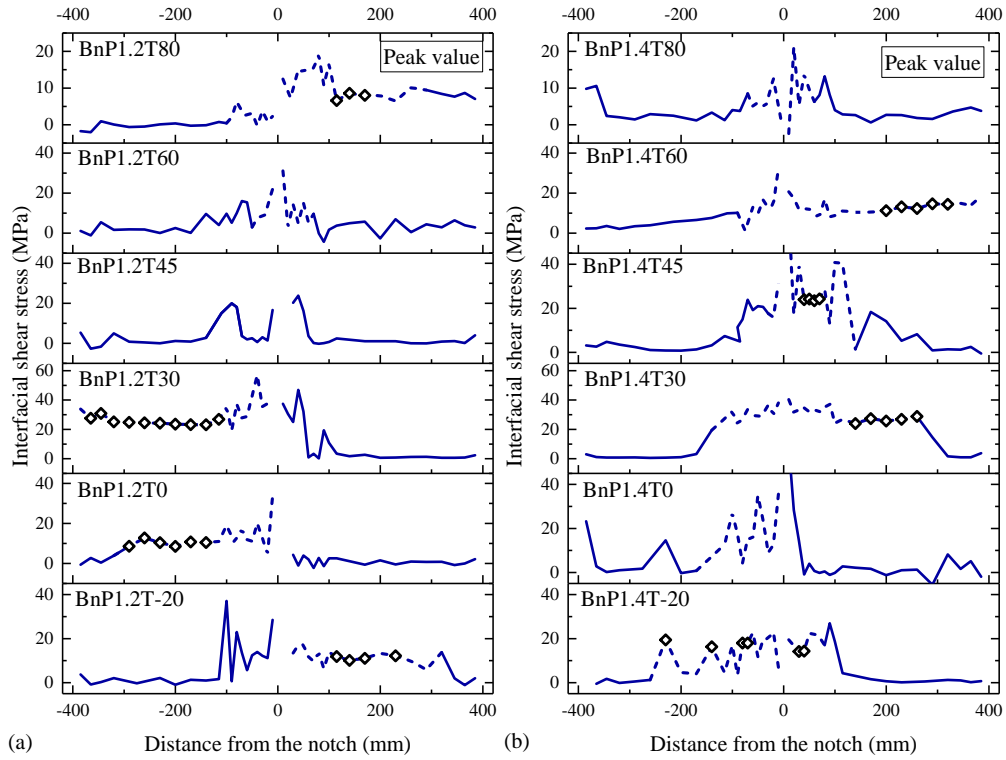 -400 -200 0 200 400
-400 -200 0 200 400
BnP1.2T80
Peak value
20
10
0
BnP1.2T60
40
20
0
BnP1.2T45
40
20
0
BnP1.2T30
60
40
20
0
BnP1.2T0
40
20
0
BnP1.2T-20
40
20
0
Interfacial shear stress (MPa)
-400 -200 0 200 400
(a)
Distance from the notch (mm)
BnP1.4T80
Peak value
20
10
0
BnP1.4T60
40
20
0
BnP1.4T45
40
20
0
BnP1.4T30
60
40
20
0
BnP1.4T0
40
20
0
BnP1.4T-20
40
20
0
Interfacial shear stress (MPa)
-400 -200 0 200 400
(b)
Distance from the notch (mm)